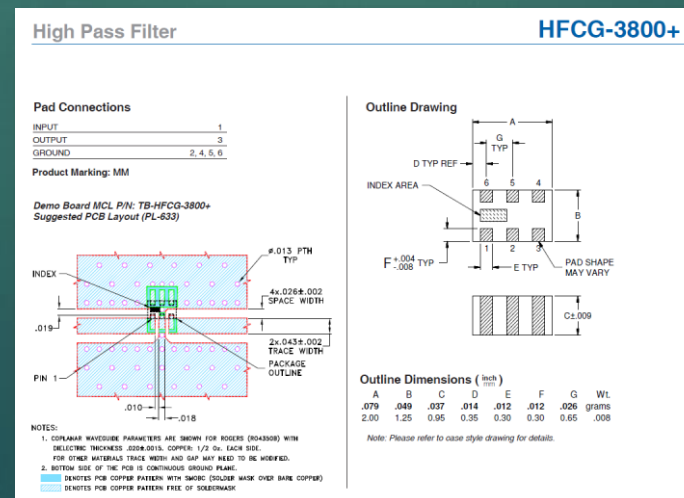 High Pass Filter
HFCG-3800+
Pad Connections
INPUT 1
OUTPUT 3
GROUND 2, 4, 5, 6
Product Marking: MM
Demo Board MCL P/N: TB-HFCG-3800+
Suggested PCB Layout (PL-633)
ø.013 PTH
TYP
INDEX
4x.026±.002
SPACE WIDTH
.019
2x.043±.002
TRACE WIDTH
PACKAGE
OUTLINE
PIN 1
.010
.018
NOTES:
1. COPLANAR WAVEGUIDE PARAMETERS ARE SHOWN FOR ROGERS (RO4350B) WITH
DIELECTRIC THICKNESS .020±.0015. COPPER: 1/2 Oz. EACH SIDE.
FOR OTHER MATERIALS TRACE WIDTH AND GAP MAY NEED TO BE MODIFIED.
2. BOTTOM SIDE OF THE PCB IS CONTINUOUS GROUND PLANE.
DENOTES PCB COPPER PATTERN WITH SMOBC (SOLDER MASK OVER BARE COPPER)
DENOTES PCB COPPER PATTERN FREE OF SOLDERMASK
Outline Drawing
A
G
TYP
D TYP REF
INDEX AREA
6 5 4
B
F +.004 -.008 TYP
1 2 3
E TYP
PAD SHAPE
MAY VARY
C±.009
Outline Dimensions ( inch mm )
A B C D E F G Wt.
.079 .049 .037 .014 .012 .012 .026 grams
2.00 1.25 0.95 0.35 0.30 0.30 0.65 .008
Note: Please refer to case style drawing for details.